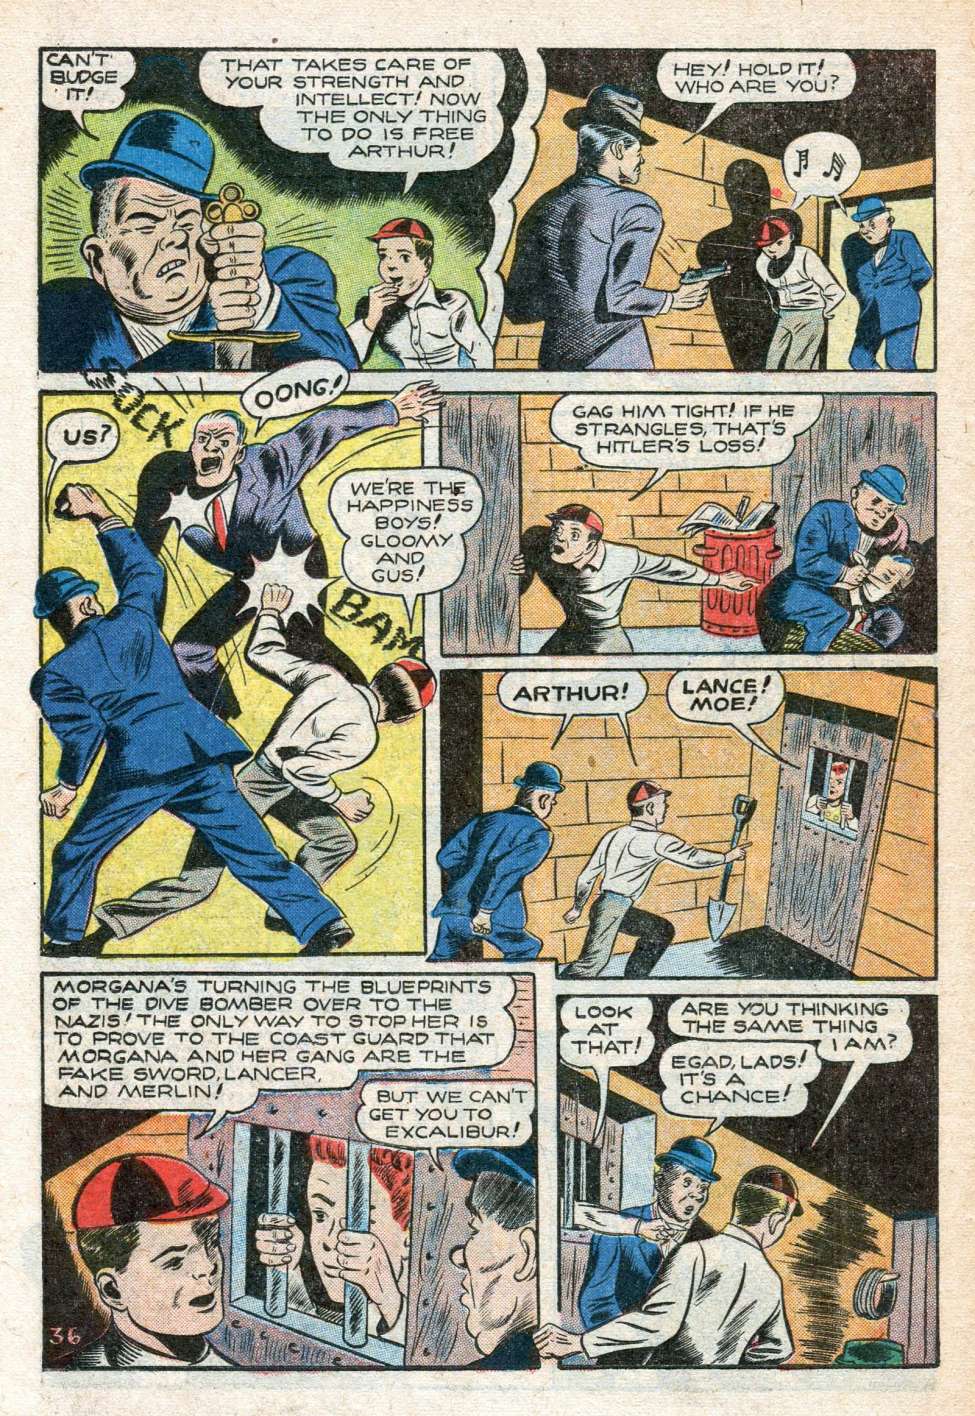 CAN'T
BUDGE
IT!
THAT TAKES CARE OF
YOUR STRENGTH AND
INTELLECT! NOW
THE ONLY THING
TO DO IS FREE
ARTHUR!
HEY! HOLD IT!
WHO ARE YOU?
SOCK
OONG!
US?
WE'RE THE
HAPPINESS
BOYS!
GLOOMY
AND
GUS!
BAM
GAG HIM TIGHT! IF HE
STRANGLES, THAT'S
HITLER'S LOSS!
ARTHUR!
LANCE!
MOE!
MORGANA'S TURNING THE BLUEPRINTS
OF THE DIVE BOMBER OVER TO THE
NAZIS! THE ONLY WAY TO STOP HER IS
TO PROVE TO THE COAST GUARD THAT
MORGANA AND HER GANG ARE THE
FAKE SWORD, LANCER,
AND MERLIN!
BUT WE CAN'T
GET YOU TO
EXCALIBUR!
36
LOOK
AT
THAT!
ARE YOU THINKING
THE SAME THING
I AM?
EGAD, LADS!
IT'S A
CHANCE!